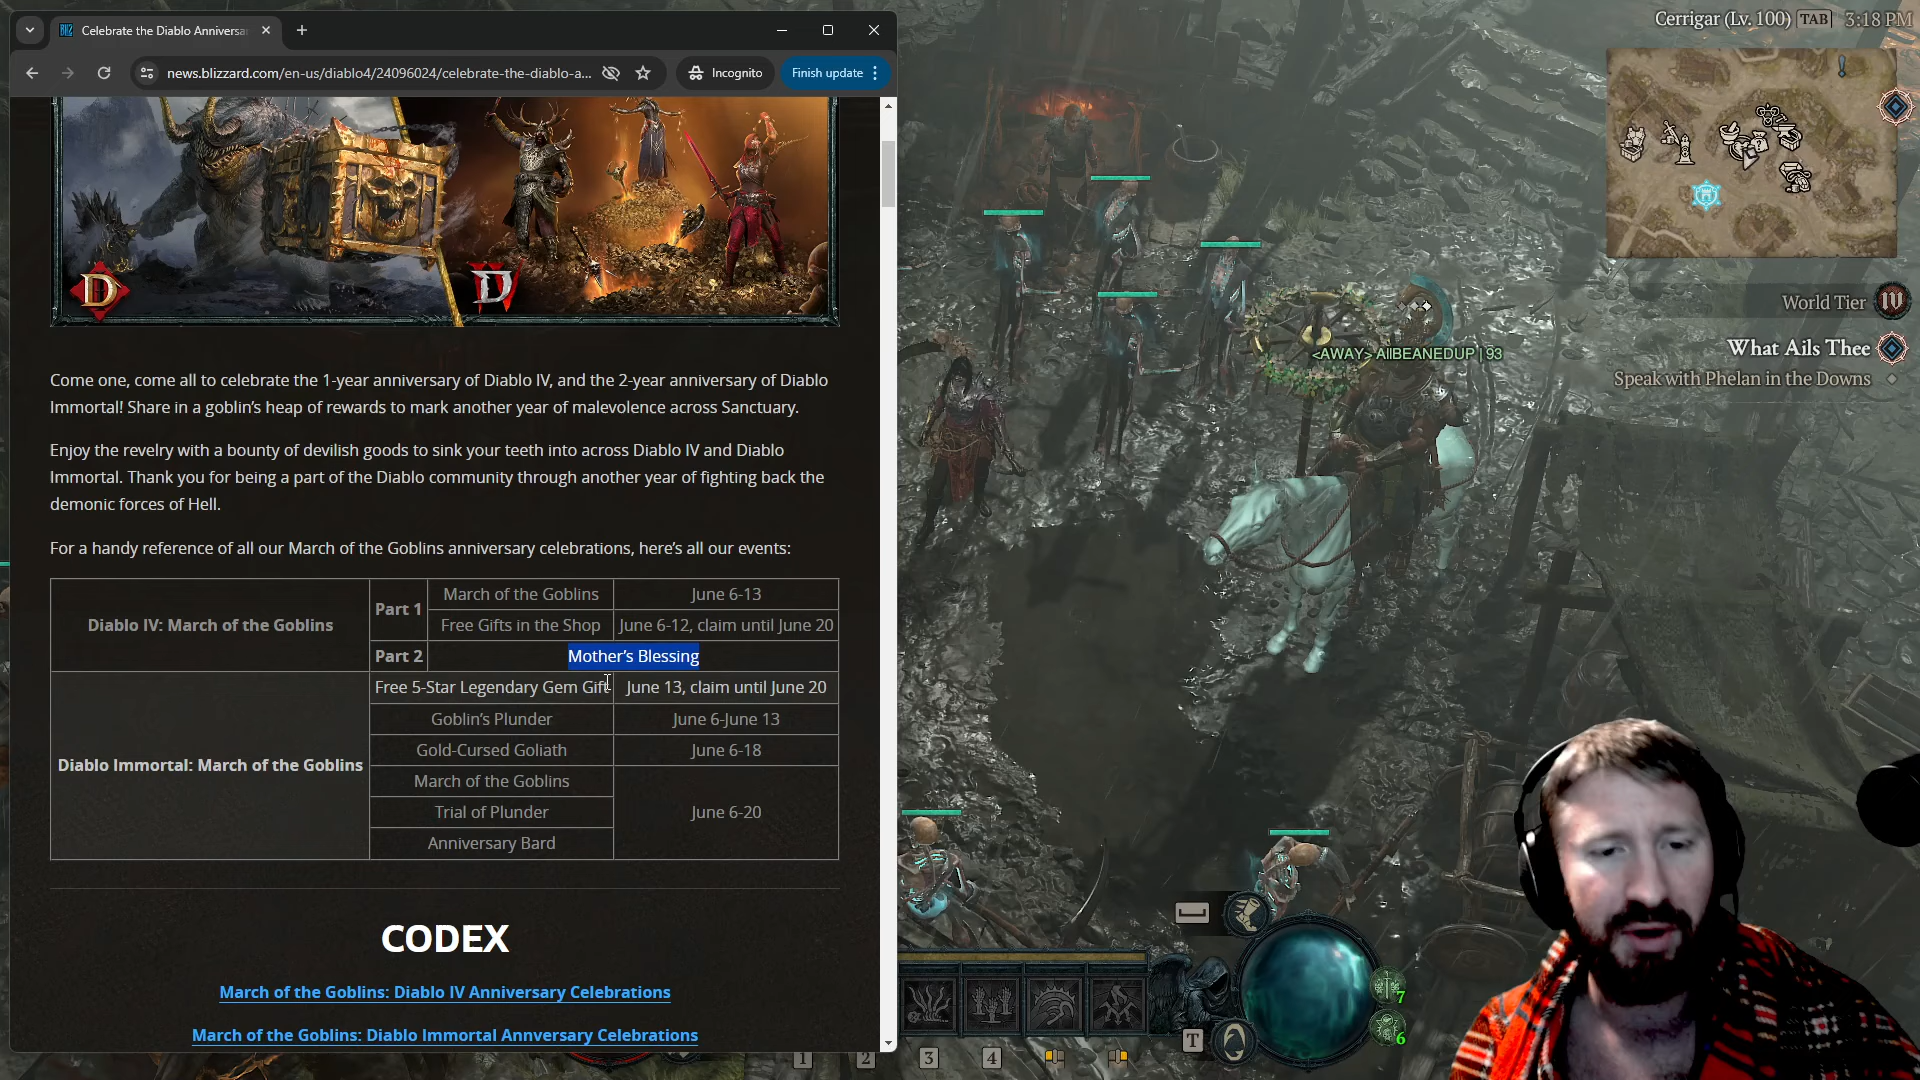 Celebrate the Diablo Anniversa
news.blizzard.com/en-us/diablo4/24096024/celebrate-the-diablo-a...
Incognito
Finish update
Come one, come all to celebrate the 1-year anniversary of Diablo IV, and the 2-year anniversary of Diablo
Immortal! Share in a goblin's heap of rewards to mark another year of malevolence across Sanctuary.
Enjoy the revelry with a bounty of devilish goods to sink your teeth into across Diablo IV and Diablo
Immortal. Thank you for being a part of the Diablo community through another year of fighting back the
demonic forces of Hell.
For a handy reference of all our March of the Goblins anniversary celebrations, here's all our events:
Diablo IV: March of the Goblins
Part 1
March of the Goblins
June 6-13
Free Gifts in the Shop
June 6-12, claim until June 20
Part 2
Mother's Blessing
Diablo Immortal: March of the Goblins
Free 5-Star Legendary Gem Gift
June 13, claim until June 20
Goblin's Plunder
June 6-June 13
Gold-Cursed Goliath
June 6-18
March of the Goblins
Trial of Plunder
June 6-20
Anniversary Bard
CODEX
March of the Goblins: Diablo IV Anniversary Celebrations
March of the Goblins: Diablo Immortal Annversary Celebrations
Cerrigar (Lv. 100) TAB 3:18 PM
World Tier IV
What Ails Thee
Speak with Phelan in the Downs
<AWAY> AllBEANEDUP | 93
7
6
T
1 2 3 4